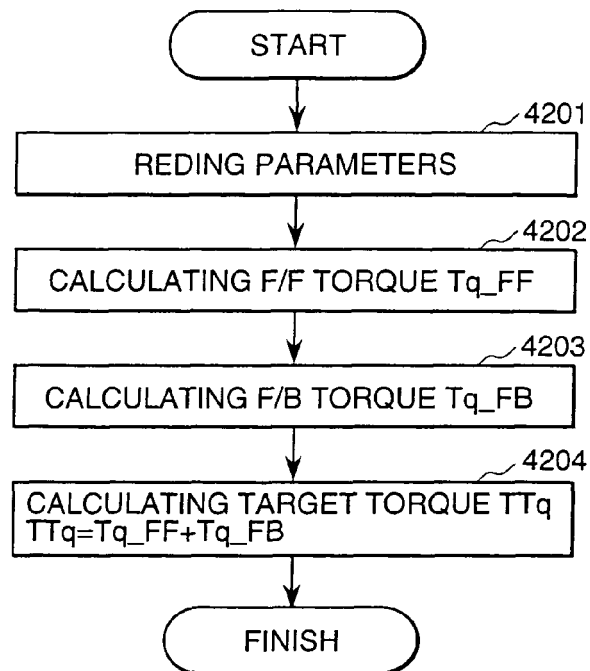 START
4201
REDING PARAMETERS
4202
CALCULATING F/F TORQUE Tq_FF
4203
CALCULATING F/B TORQUE Tq_FB
4204
CALCULATING TARGET TORQUE TTq
TTq=Tq_FF+Tq_FB
FINISH